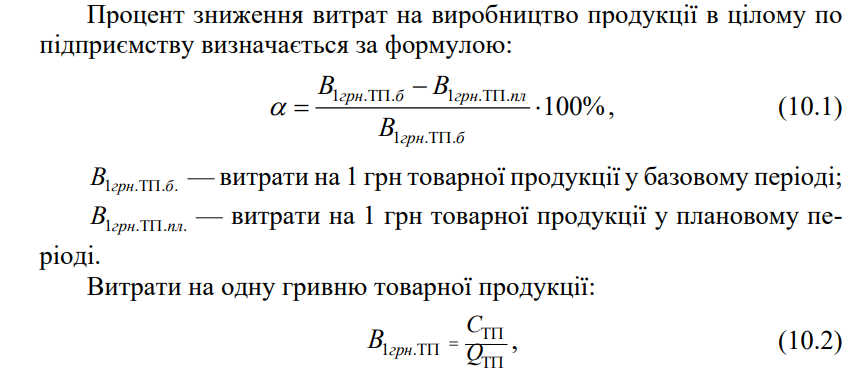 Процент зниження витрат на виробництво продукції в цілому по
підприємству визначається за формулою:
α = (B₁грн.ТП.б − B₁грн.ТП.пл) / B₁грн.ТП.б · 100%, (10.1)
B₁грн.ТП.б. — витрати на 1 грн товарної продукції у базовому періоді;
B₁грн.ТП.пл. — витрати на 1 грн товарної продукції у плановому пе-
ріоді.
Витрати на одну гривню товарної продукції:
B₁грн.ТП = C_ТП / Q_ТП, (10.2)